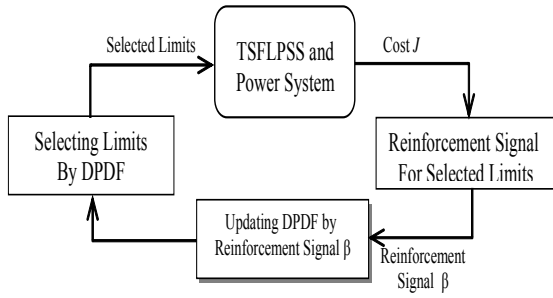 Selected Limits
TSFLPSS and
Power System
Cost J
Selecting Limits
By DPDF
Reinforcement Signal
For Selected Limits
Updating DPDF by
Reinforcement Signal β
Reinforcement
Signal β